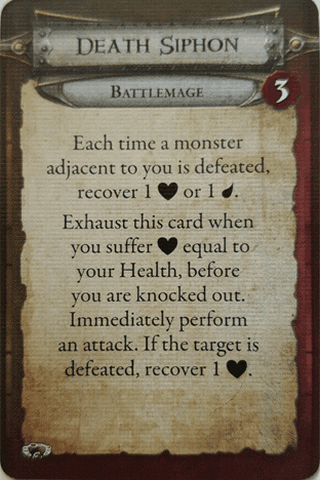 Death Siphon
Battlemage
3
Each time a monster
adjacent to you is defeated,
recover 1 ♥ or 1 .
Exhaust this card when
you suffer ♥ equal to
your Health, before
you are knocked out.
Immediately perform
an attack. If the target is
defeated, recover 1 ♥.